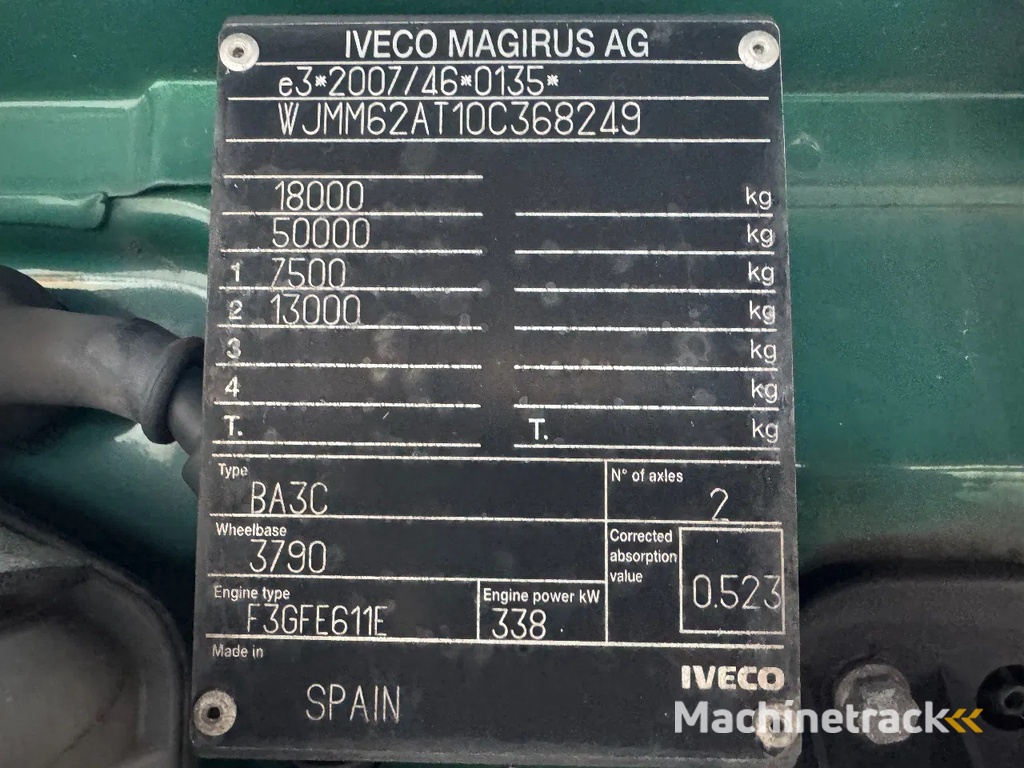 IVECO MAGIRUS AG
e3*2007/46*0135*
WJMM62AT10C368249
18000 kg
50000 kg
1 7500 kg
2 13000 kg
3 kg
4 kg
T. T. kg
Type N° of axles
BA3C 2
Wheelbase Corrected absorption value
3790 0.523
Engine type Engine power kW
F3GFE611E 338
Made in
SPAIN IVECO
Machinetrack